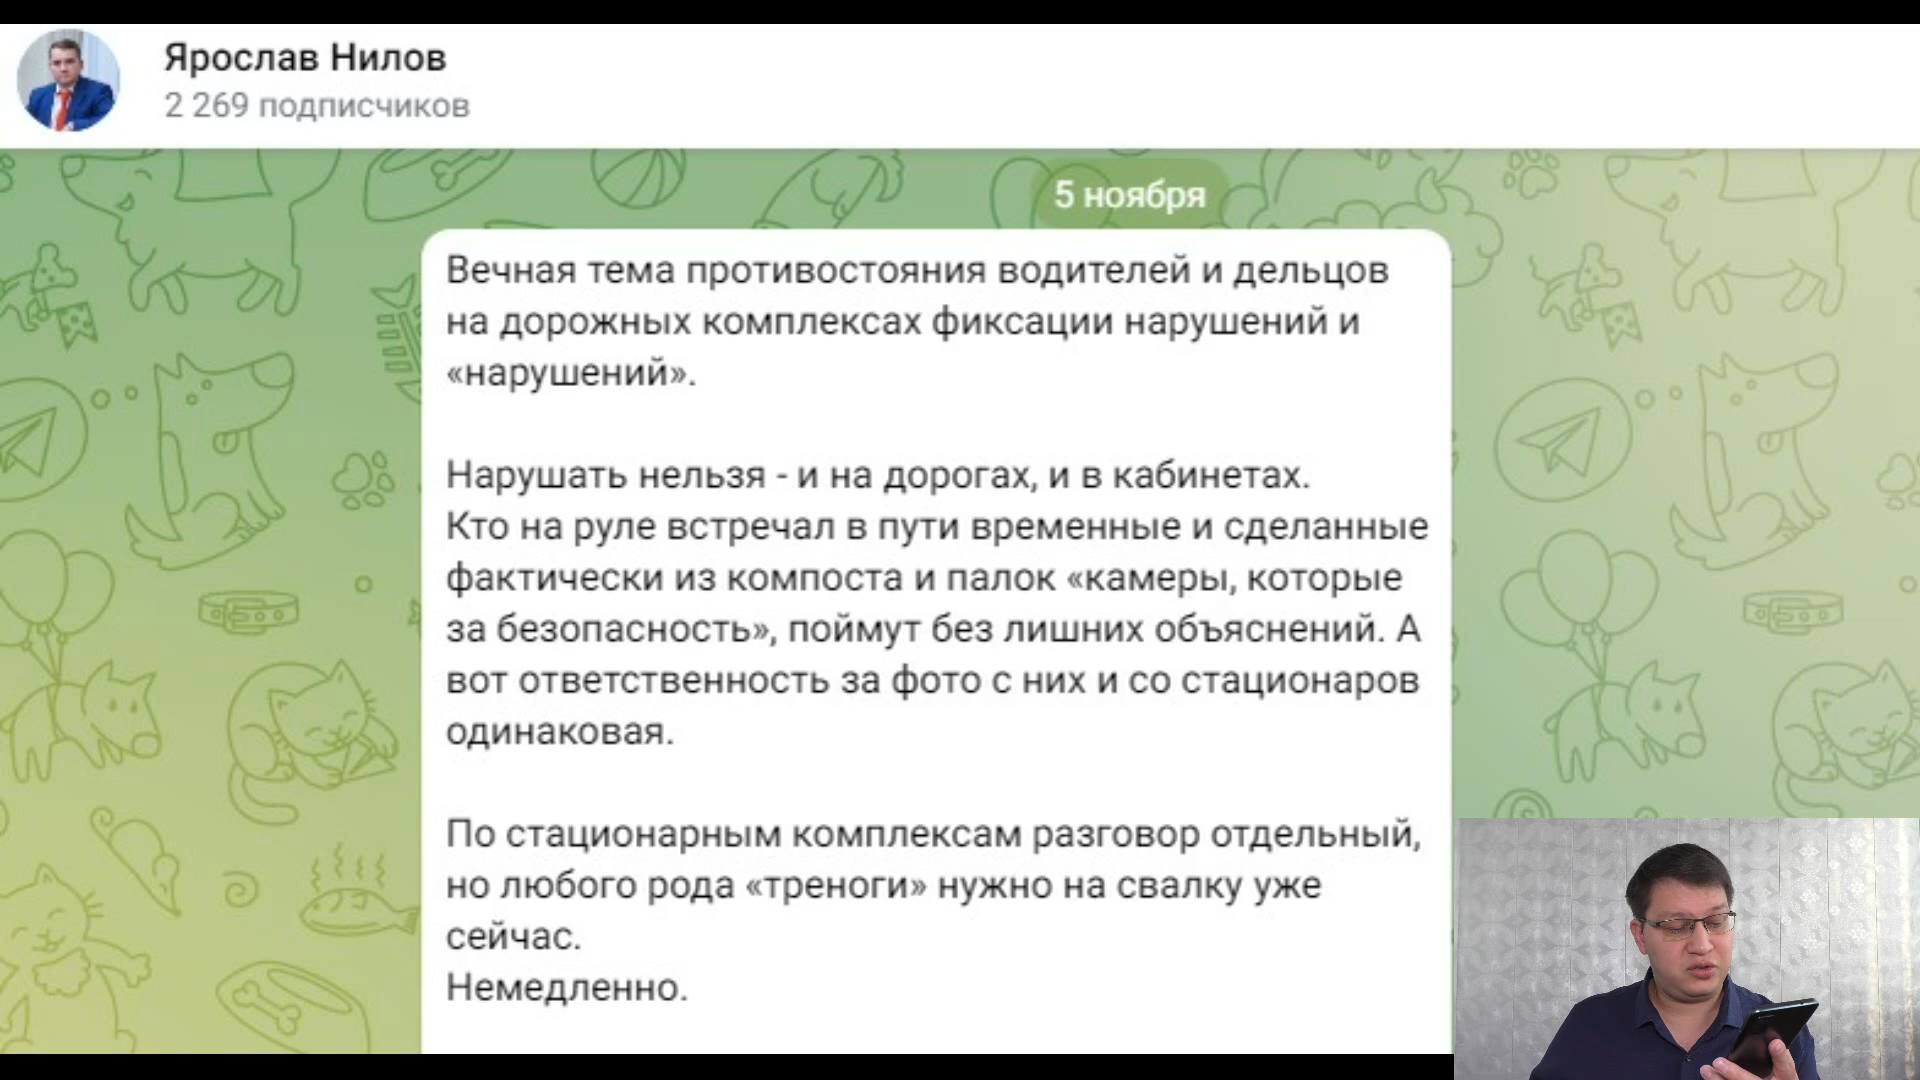 Ярослав Нилов
2 269 подписчиков
5 ноября
Вечная тема противостояния водителей и дельцов
на дорожных комплексах фиксации нарушений и
«нарушений».
Нарушать нельзя - и на дорогах, и в кабинетах.
Кто на руле встречал в пути временные и сделанные
фактически из компоста и палок «камеры, которые
за безопасность», поймут без лишних объяснений. А
вот ответственность за фото с них и со стационаров
одинаковая.
По стационарным комплексам разговор отдельный,
но любого рода «треноги» нужно на свалку уже
сейчас.
Немедленно.